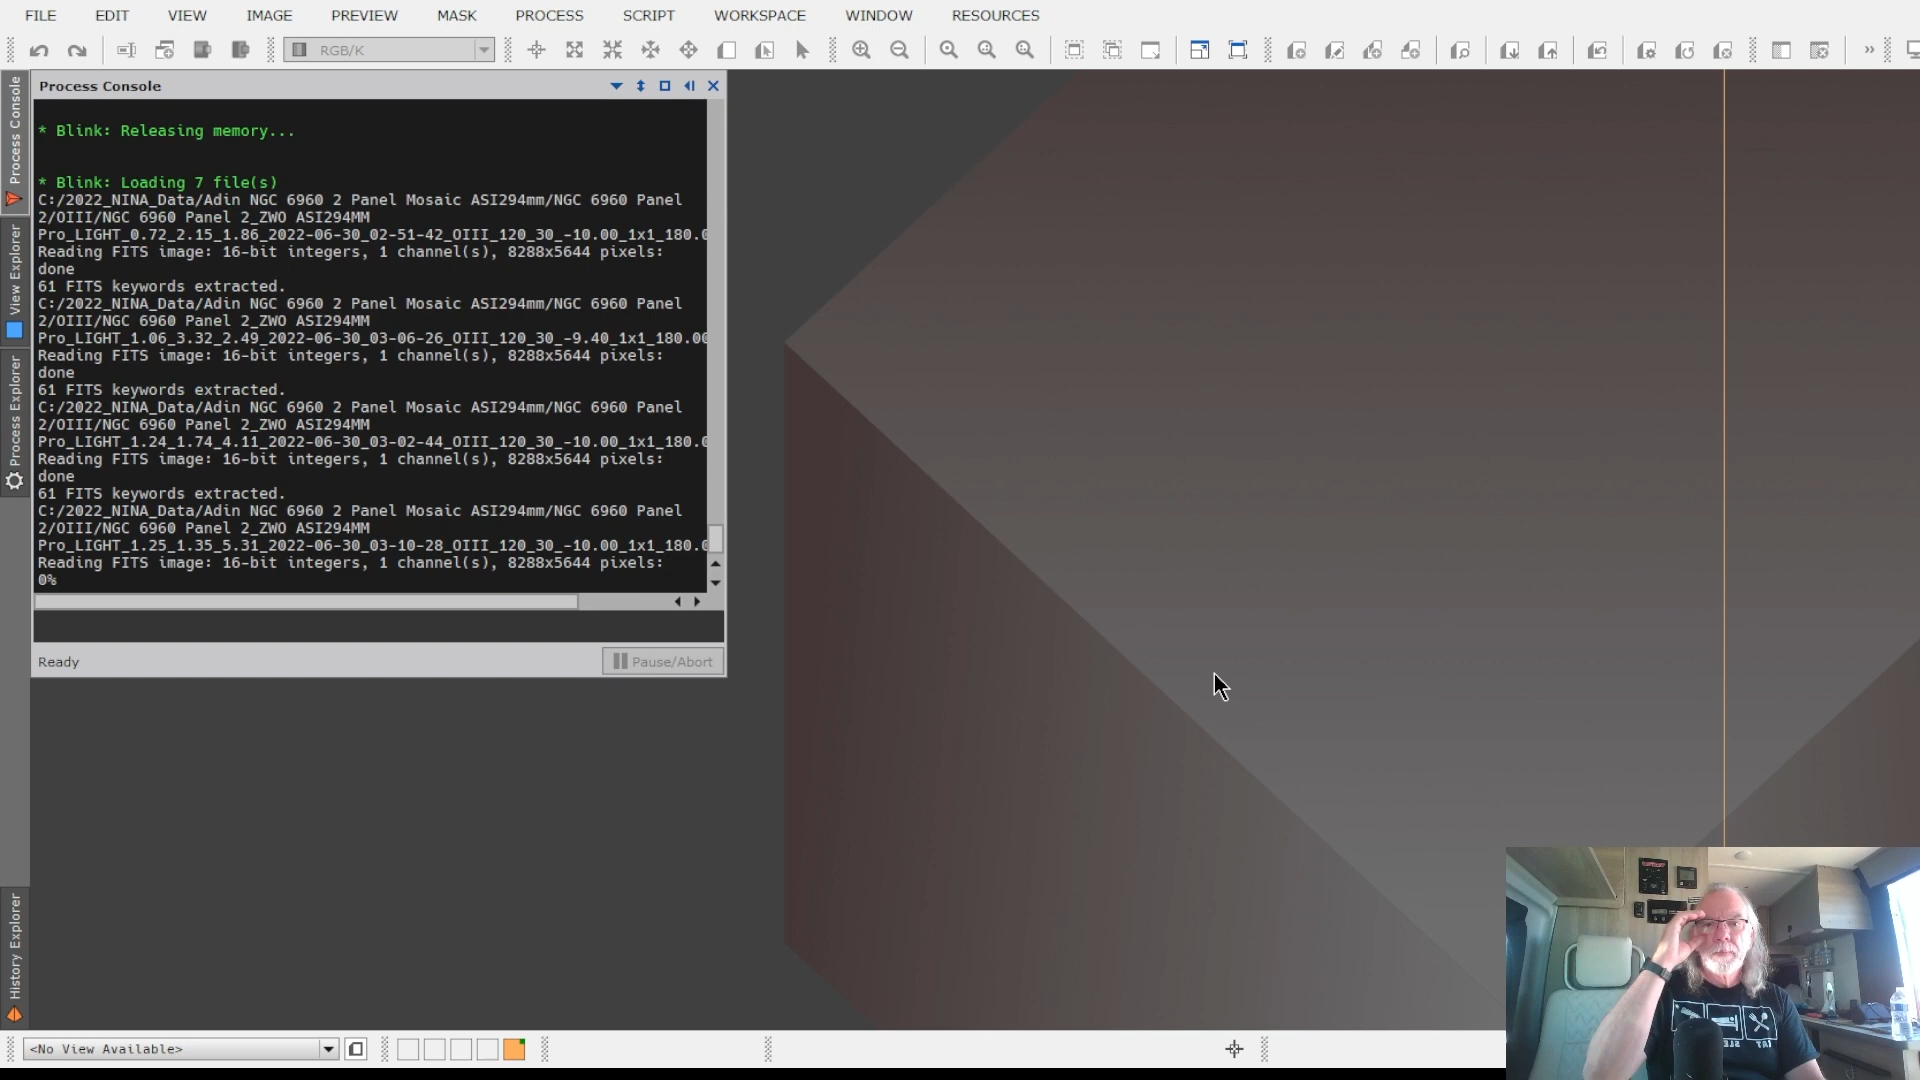 FILE EDIT VIEW IMAGE PREVIEW MASK PROCESS SCRIPT WORKSPACE WINDOW RESOURCES
RGB/K
Process Console
* Blink: Releasing memory...
* Blink: Loading 7 file(s)
C:/2022_NINA_Data/Adin NGC 6960 2 Panel Mosaic ASI294mm/NGC 6960 Panel
2/OIII/NGC 6960 Panel 2_ZWO ASI294MM
Pro_LIGHT_0.72_2.15_1.86_2022-06-30_02-51-42_OIII_120_30_-10.00_1x1_180.0
Reading FITS image: 16-bit integers, 1 channel(s), 8288x5644 pixels:
done
61 FITS keywords extracted.
C:/2022_NINA_Data/Adin NGC 6960 2 Panel Mosaic ASI294mm/NGC 6960 Panel
2/OIII/NGC 6960 Panel 2_ZWO ASI294MM
Pro_LIGHT_1.06_3.32_2.49_2022-06-30_03-06-26_OIII_120_30_-9.40_1x1_180.00
Reading FITS image: 16-bit integers, 1 channel(s), 8288x5644 pixels:
done
61 FITS keywords extracted.
C:/2022_NINA_Data/Adin NGC 6960 2 Panel Mosaic ASI294mm/NGC 6960 Panel
2/OIII/NGC 6960 Panel 2_ZWO ASI294MM
Pro_LIGHT_1.24_1.74_4.11_2022-06-30_03-02-44_OIII_120_30_-10.00_1x1_180.0
Reading FITS image: 16-bit integers, 1 channel(s), 8288x5644 pixels:
done
61 FITS keywords extracted.
C:/2022_NINA_Data/Adin NGC 6960 2 Panel Mosaic ASI294mm/NGC 6960 Panel
2/OIII/NGC 6960 Panel 2_ZWO ASI294MM
Pro_LIGHT_1.25_1.35_5.31_2022-06-30_03-10-28_OIII_120_30_-10.00_1x1_180.0
Reading FITS image: 16-bit integers, 1 channel(s), 8288x5644 pixels:
0%
Ready
Pause/Abort
Process Console
View Explorer
Process Explorer
History Explorer
<No View Available>